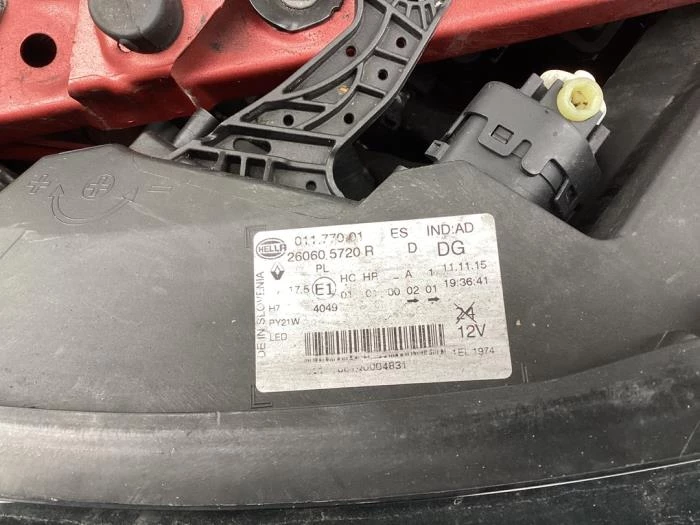 HELLA 011.770.01 ES IND:AD
26060.5720 R D DG
PL
17.5 E1 HC HR A 1 11.11.15
01 00 02 01 19:36:41
H7 4049
PY21W 24
LED 12V
1EL 1974
DE IN SLOVENIA